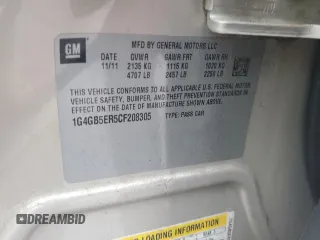 GM
MFD BY GENERAL MOTORS LLC
DATE GVWR GAWR FRT GAWR RR
11/11 2135 KG 1115 KG 1020 KG
4707 LB 2457 LB 2250 LB
THIS VEHICLE CONFORMS TO ALL APPLICABLE U.S. FEDERAL MOTOR VEHICLE
SAFETY, BUMPER, AND THEFT PREVENTION STANDARDS IN
EFFECT ON THE DATE OF MANUFACTURE SHOWN ABOVE.
1G4GB5ER5CF208305 TYPE: PASS CAR
LOADING INFORMATION
DREAMBID
DREAMBID.COM